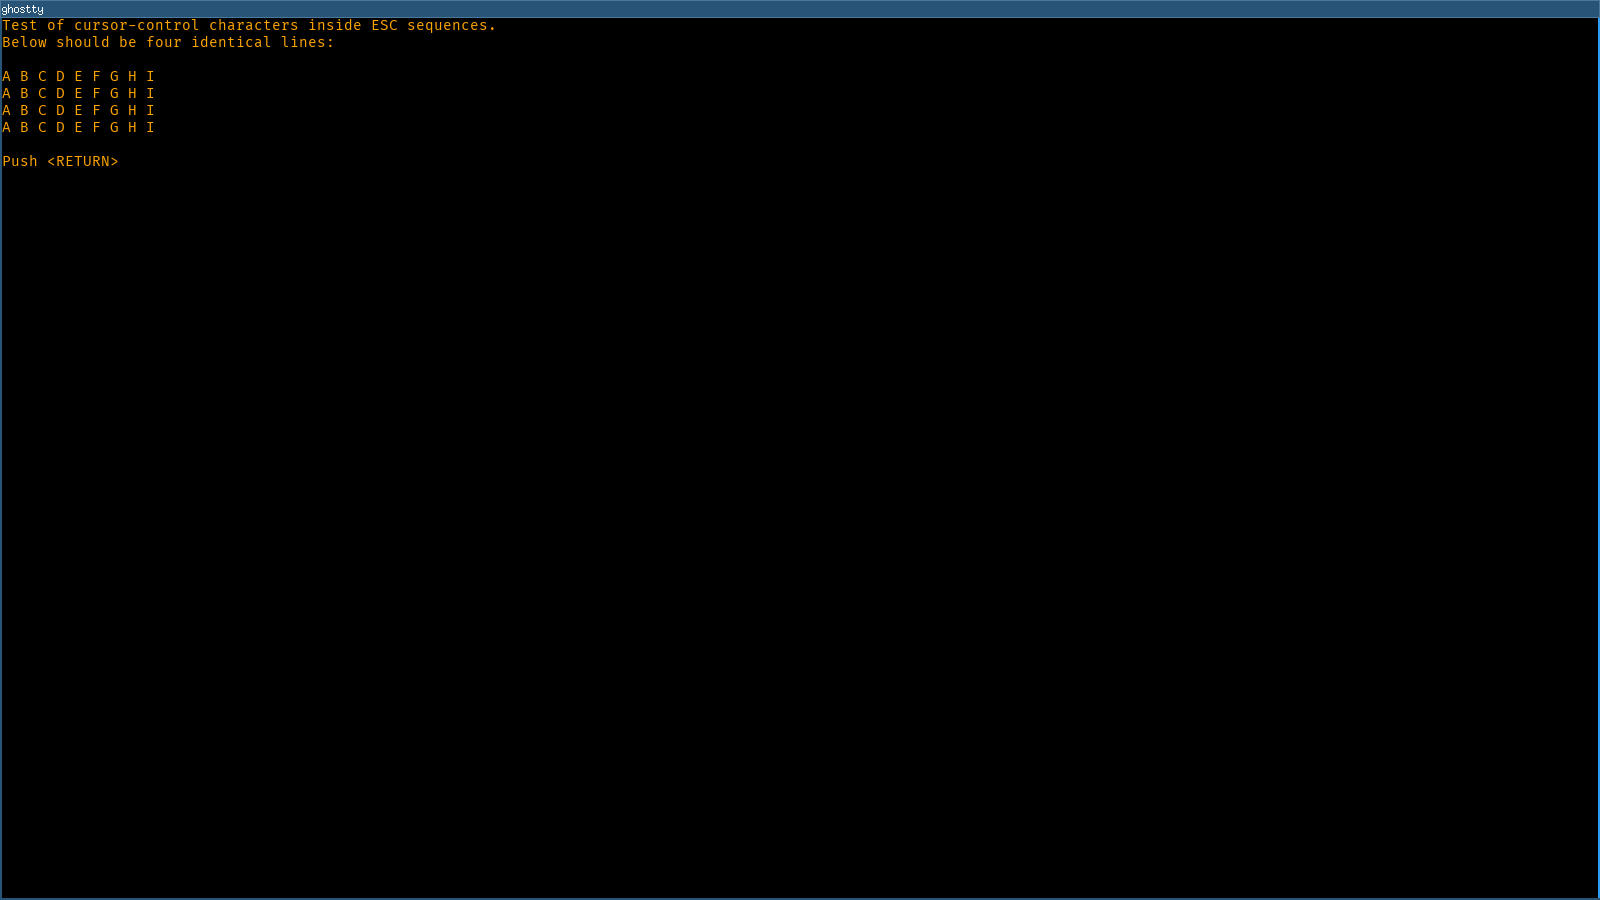 ghostty
Test of cursor-control characters inside ESC sequences.
Below should be four identical lines:
A B C D E F G H I
A B C D E F G H I
A B C D E F G H I
A B C D E F G H I
Push <RETURN>